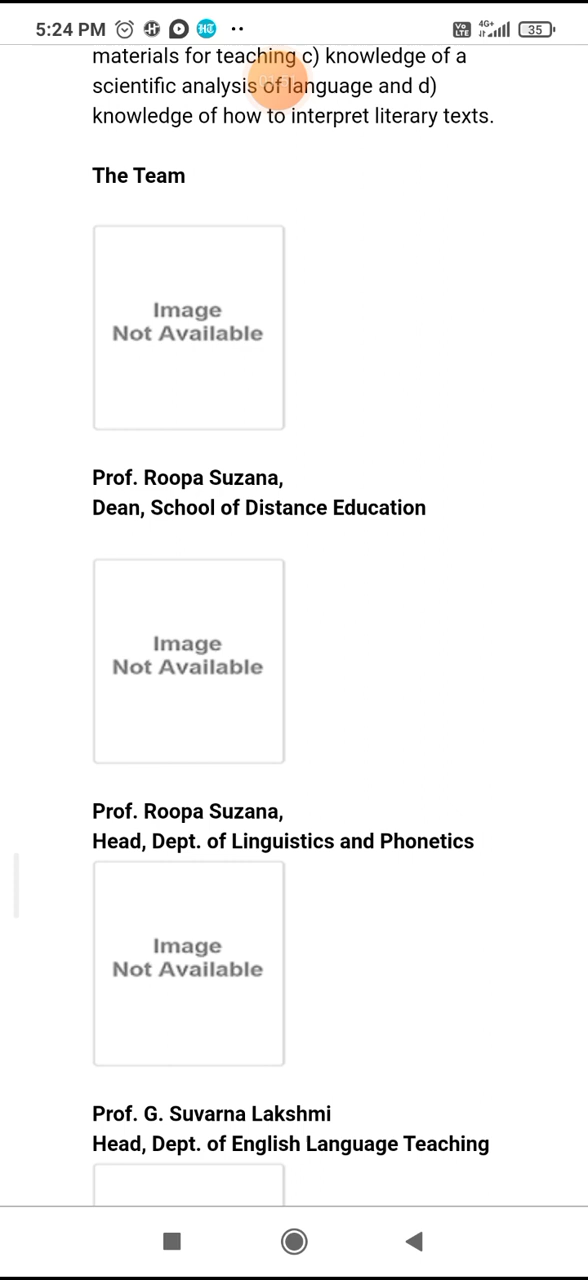 5:24 PM
Vo LTE
4G+
35
materials for teaching c) knowledge of a
scientific analysis of language and d)
knowledge of how to interpret literary texts.
The Team
Image
Not Available
Prof. Roopa Suzana,
Dean, School of Distance Education
Image
Not Available
Prof. Roopa Suzana,
Head, Dept. of Linguistics and Phonetics
Image
Not Available
Prof. G. Suvarna Lakshmi
Head, Dept. of English Language Teaching